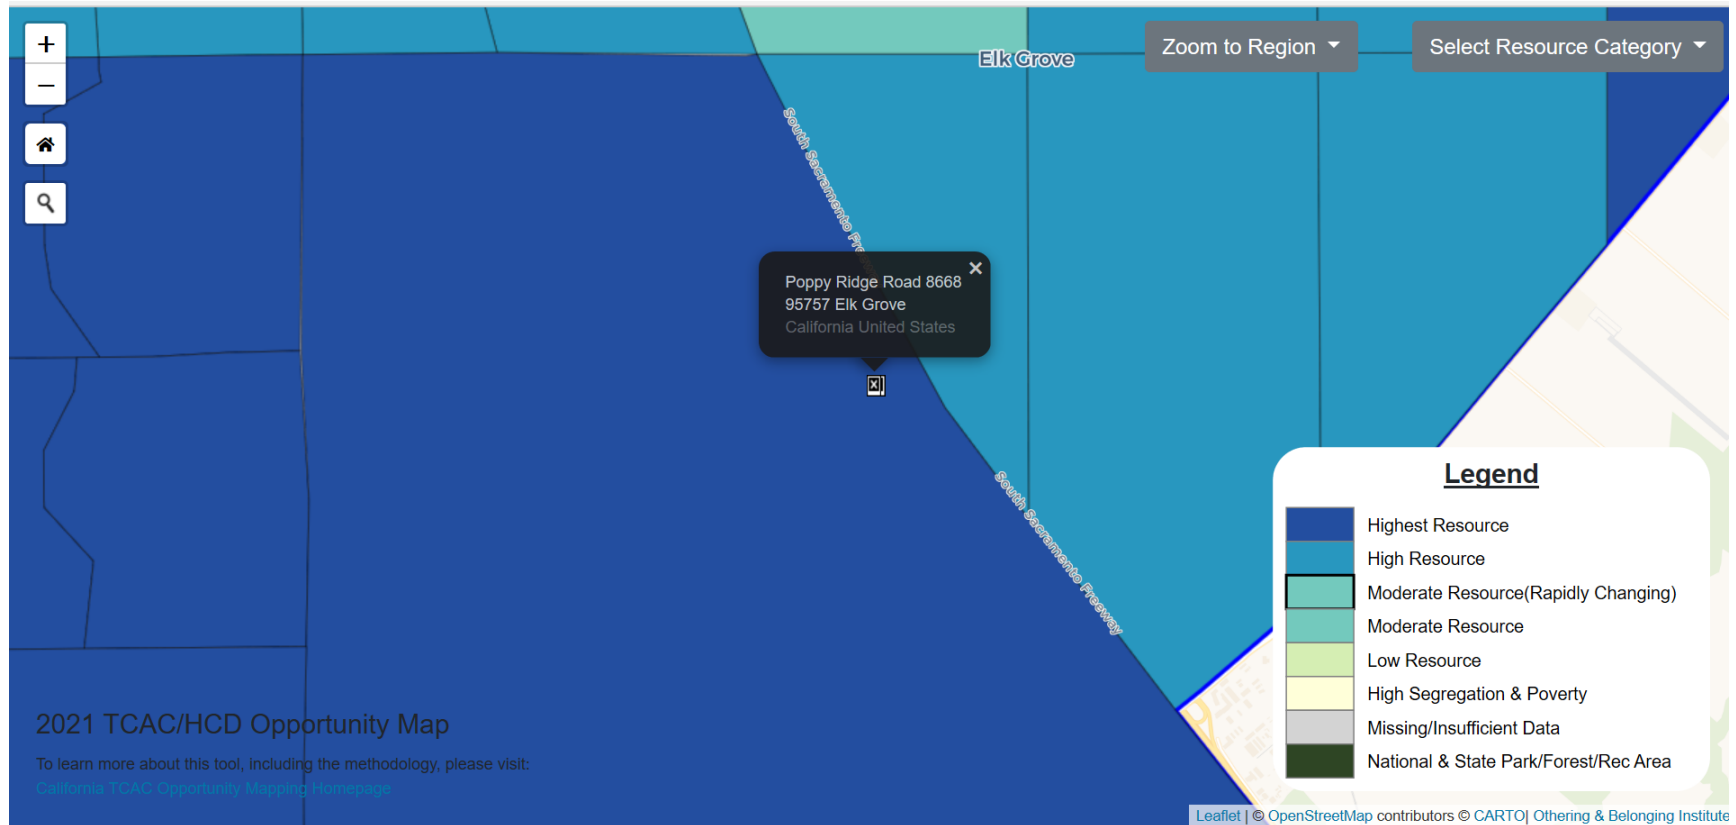 +
−
Elk Grove
Zoom to Region
Select Resource Category
South Sacramento Freeway
Poppy Ridge Road 8668
95757 Elk Grove
California United States
×
X
South Sacramento Freeway
Legend
Highest Resource
High Resource
Moderate Resource(Rapidly Changing)
Moderate Resource
Low Resource
High Segregation & Poverty
Missing/Insufficient Data
National & State Park/Forest/Rec Area
2021 TCAC/HCD Opportunity Map
To learn more about this tool, including the methodology, please visit:
California TCAC Opportunity Mapping Homepage
Leaflet | © OpenStreetMap contributors © CARTO| Othering & Belonging Institute